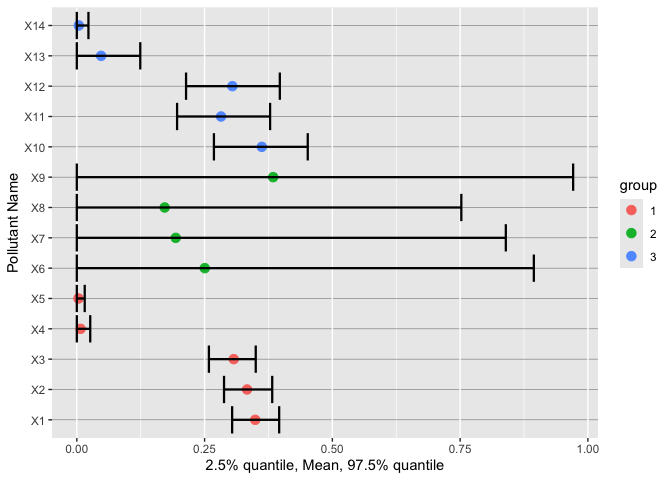 X14
X13
X12
X11
X10
X9
X8
X7
X6
X5
X4
X3
X2
X1
Pollutant Name
0.00 0.25 0.50 0.75 1.00
2.5% quantile, Mean, 97.5% quantile
group
1
2
3